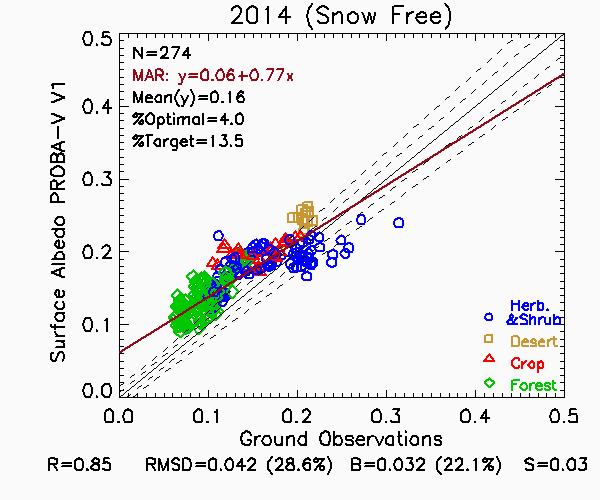 2014 (Snow Free)
0.5
0.4
0.3
0.2
0.1
0.0
Surface Albedo PROBA-V V1
N=274
MAR: y=0.06+0.77x
Mean(y)=0.16
%Optimal=4.0
%Target=13.5
Herb.
&Shrub
Desert
Crop
Forest
0.0 0.1 0.2 0.3 0.4 0.5
Ground Observations
R=0.85 RMSD=0.042 (28.6%) B=0.032 (22.1%) S=0.03